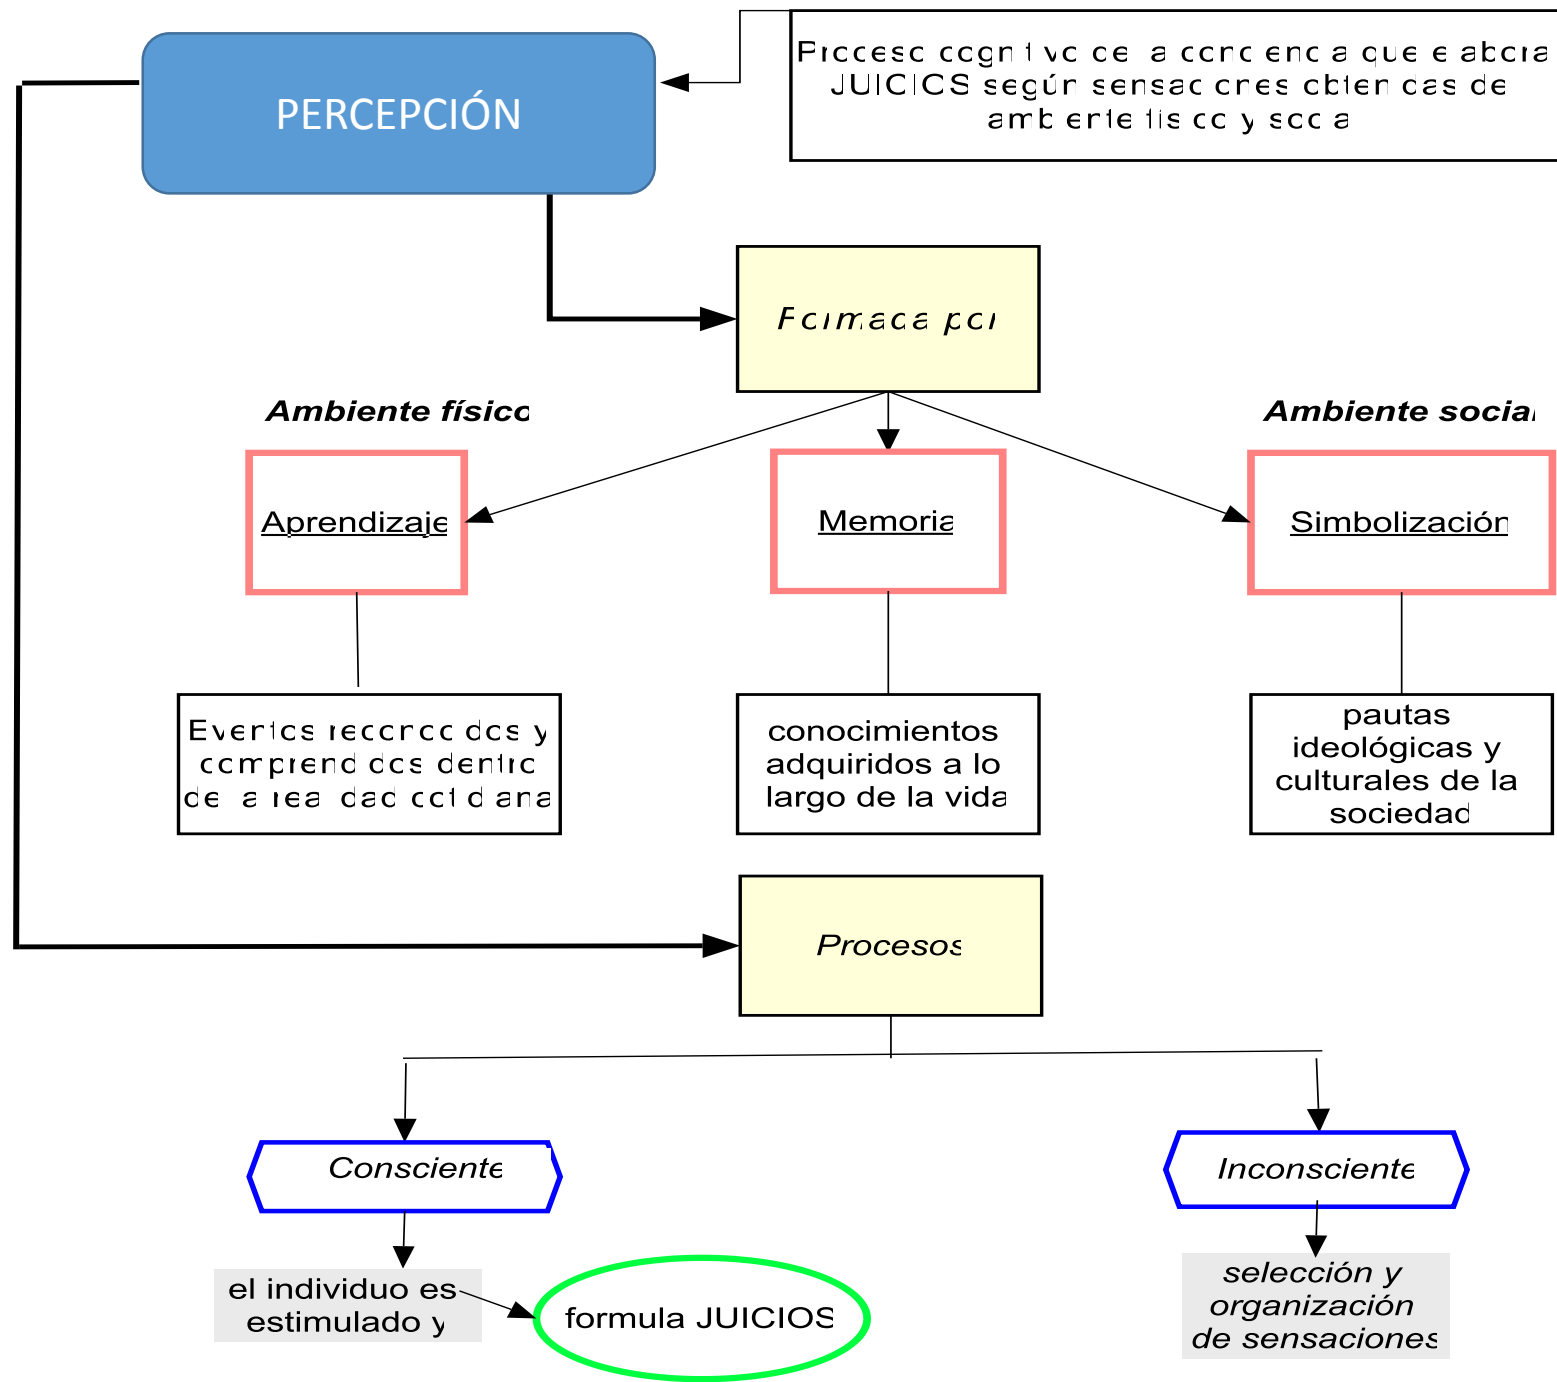 PERCEPCIÓN
Proceso cognitivo de la conciencia que elabora
JUICIOS según sensaciones obtenidas del
ambiente físico y social
Formada por
Ambiente físico
Ambiente social
Aprendizaje
Memoria
Simbolización
Eventos reconocidos y
comprendidos dentro
de la realidad cotidiana
conocimientos
adquiridos a lo
largo de la vida
pautas
ideológicas y
culturales de la
sociedad
Procesos
Consciente
Inconsciente
el individuo es
estimulado y
formula JUICIOS
selección y
organización
de sensaciones